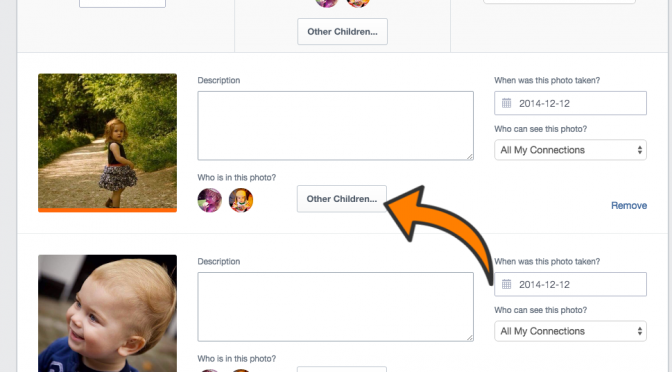 Other Children...
Description
When was this photo taken?
2014-12-12
Who can see this photo?
All My Connections
Who is in this photo?
Other Children...
Remove
Description
When was this photo taken?
2014-12-12
Who can see this photo?
All My Connections
Who is in this photo?